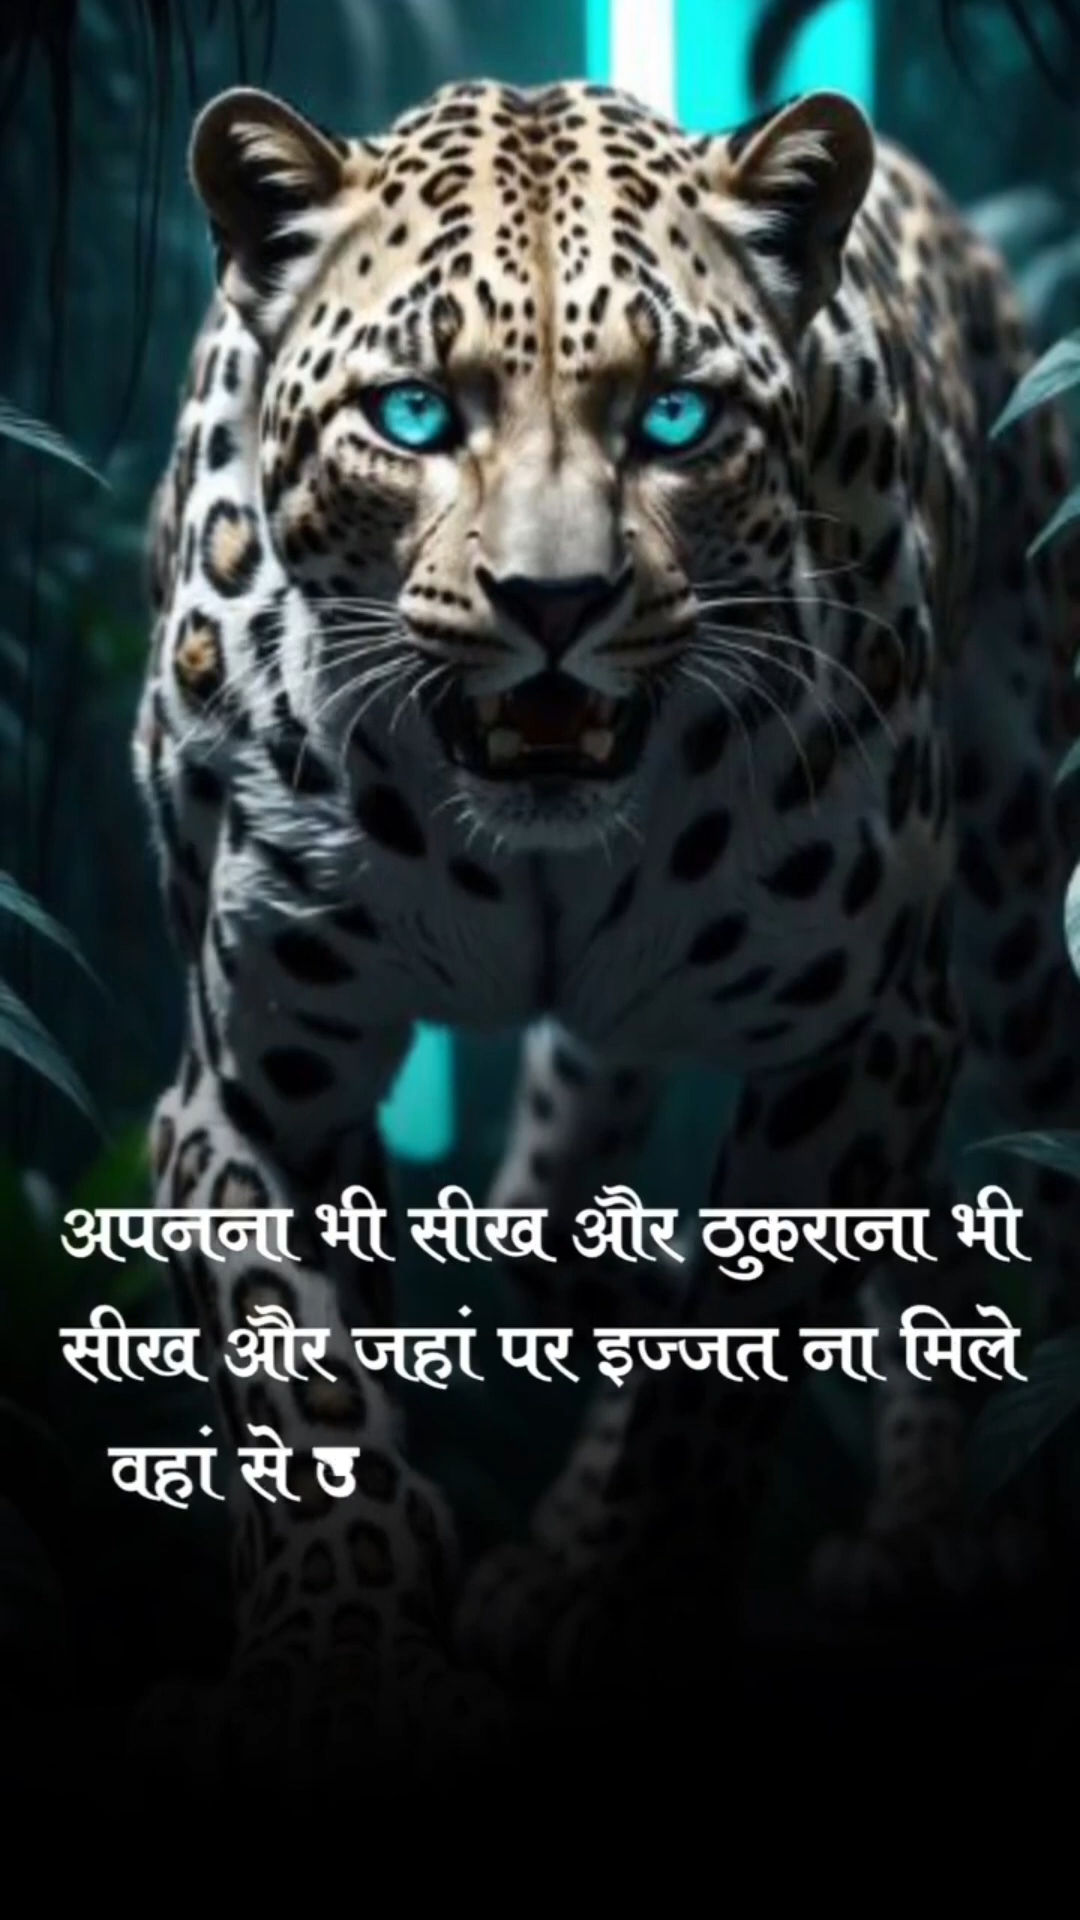 अपनना भी सीख और ठुकराना भी
सीख और जहां पर इज्जत ना मिले
वहां से